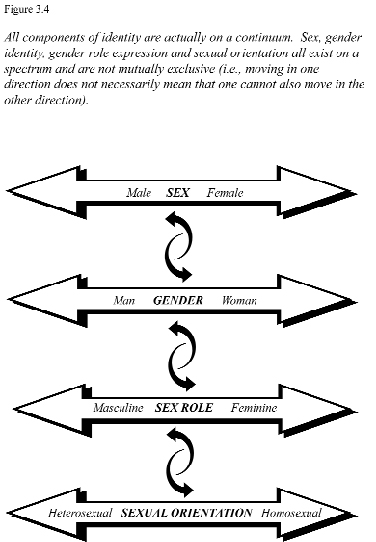 Figure 3.4
All components of identity are actually on a continuum. Sex, gender
identity, gender role expression and sexual orientation all exist on a
spectrum and are not mutually exclusive (i.e., moving in one
direction does not necessarily mean that one cannot also move in the
other direction).
Male SEX Female
Man GENDER Woman
Masculine SEX ROLE Feminine
Heterosexual SEXUAL ORIENTATION Homosexual